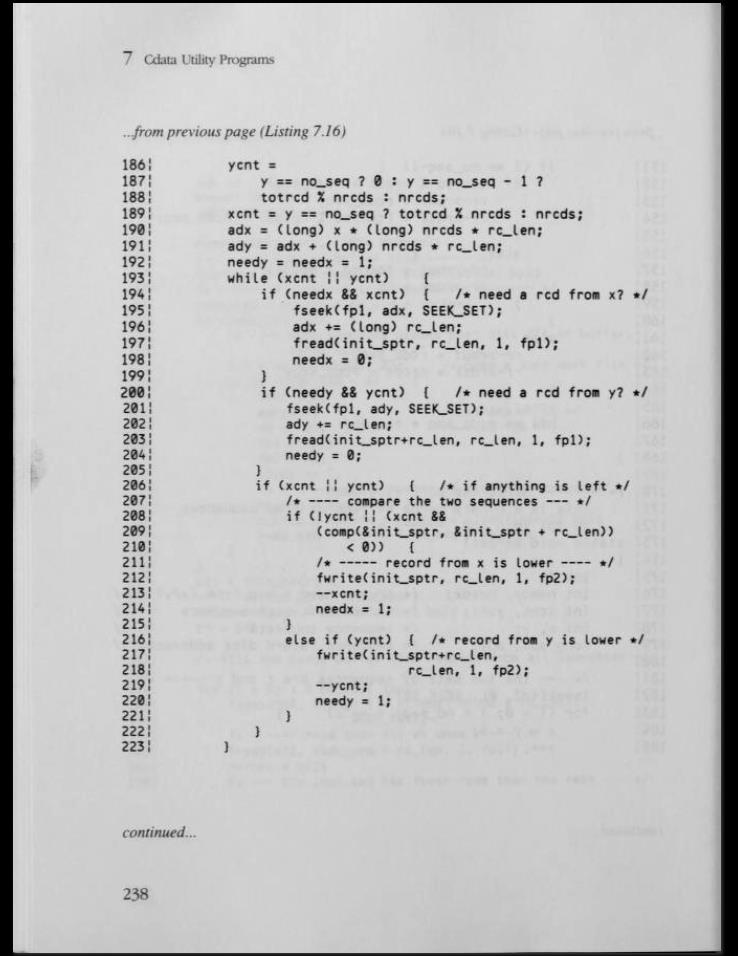 7 Cdata Utility Programs
...from previous page (Listing 7.16)
186¦ ycnt =
187¦ y == no_seq ? 0 : y == no_seq - 1 ?
188¦ totrcd % nrcds : nrcds;
189¦ xcnt = y == no_seq ? totrcd % nrcds : nrcds;
190¦ adx = (long) x * (long) nrcds * rc_len;
191¦ ady = adx + (long) nrcds * rc_len;
192¦ needy = needx = 1;
193¦ while (xcnt ¦¦ ycnt) {
194¦ if (needx && xcnt) { /* need a rcd from x? */
195¦ fseek(fp1, adx, SEEK_SET);
196¦ adx += (long) rc_len;
197¦ fread(init_sptr, rc_len, 1, fp1);
198¦ needx = 0;
199¦ }
200¦ if (needy && ycnt) { /* need a rcd from y? */
201¦ fseek(fp1, ady, SEEK_SET);
202¦ ady += rc_len;
203¦ fread(init_sptr+rc_len, rc_len, 1, fp1);
204¦ needy = 0;
205¦ }
206¦ if (xcnt ¦¦ ycnt) { /* if anything is left */
207¦ /* ---- compare the two sequences --- */
208¦ if (!ycnt ¦¦ (xcnt &&
209¦ (comp(&init_sptr, &init_sptr + rc_len))
210¦ < 0)) {
211¦ /* ----- record from x is lower ---- */
212¦ fwrite(init_sptr, rc_len, 1, fp2);
213¦ --xcnt;
214¦ needx = 1;
215¦ }
216¦ else if (ycnt) { /* record from y is lower */
217¦ fwrite(init_sptr+rc_len,
218¦ rc_len, 1, fp2);
219¦ --ycnt;
220¦ needy = 1;
221¦ }
222¦ }
223¦ }
continued...
238